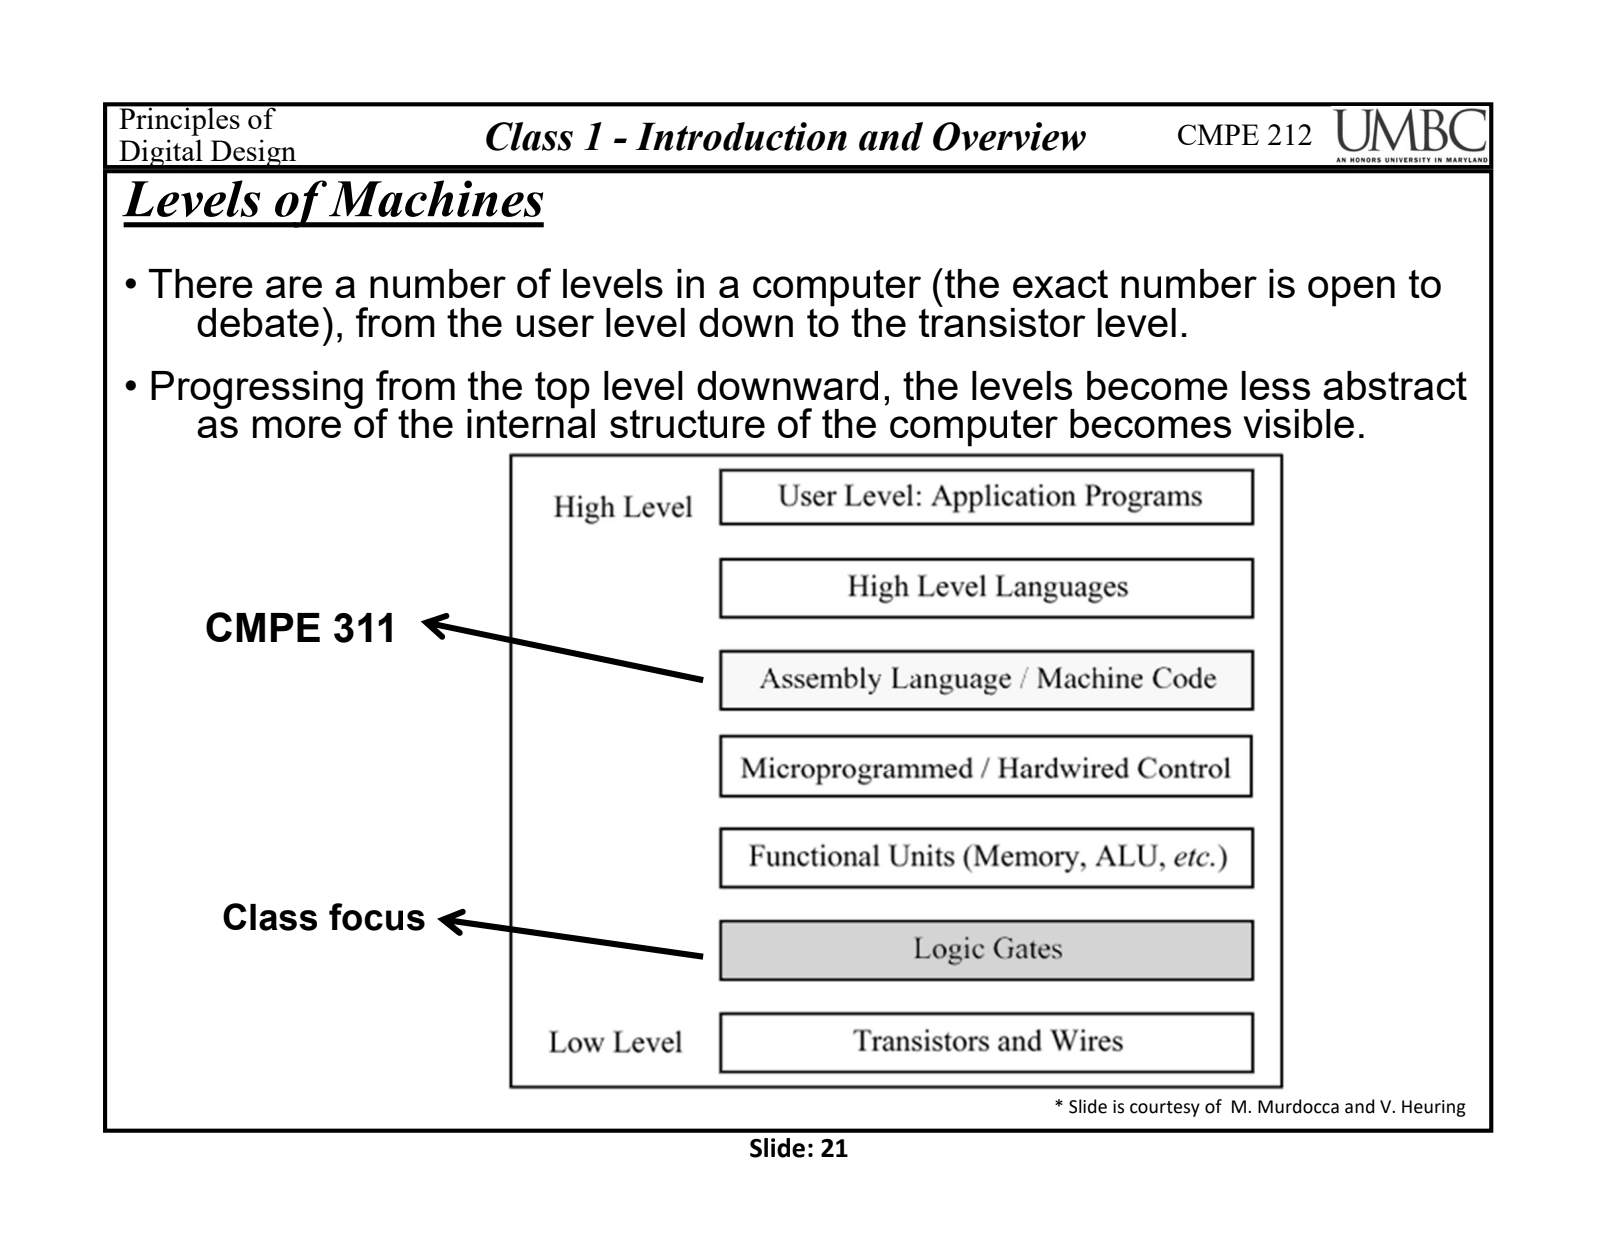 Principles of
Digital Design
Class 1 - Introduction and Overview
CMPE 212
UMBC
AN HONORS UNIVERSITY IN MARYLAND
Levels of Machines
• There are a number of levels in a computer (the exact number is open to
debate), from the user level down to the transistor level.
• Progressing from the top level downward, the levels become less abstract
as more of the internal structure of the computer becomes visible.
High Level
User Level: Application Programs
High Level Languages
CMPE 311
Assembly Language / Machine Code
Microprogrammed / Hardwired Control
Functional Units (Memory, ALU, etc.)
Class focus
Logic Gates
Low Level
Transistors and Wires
* Slide is courtesy of M. Murdocca and V. Heuring
Slide: 21